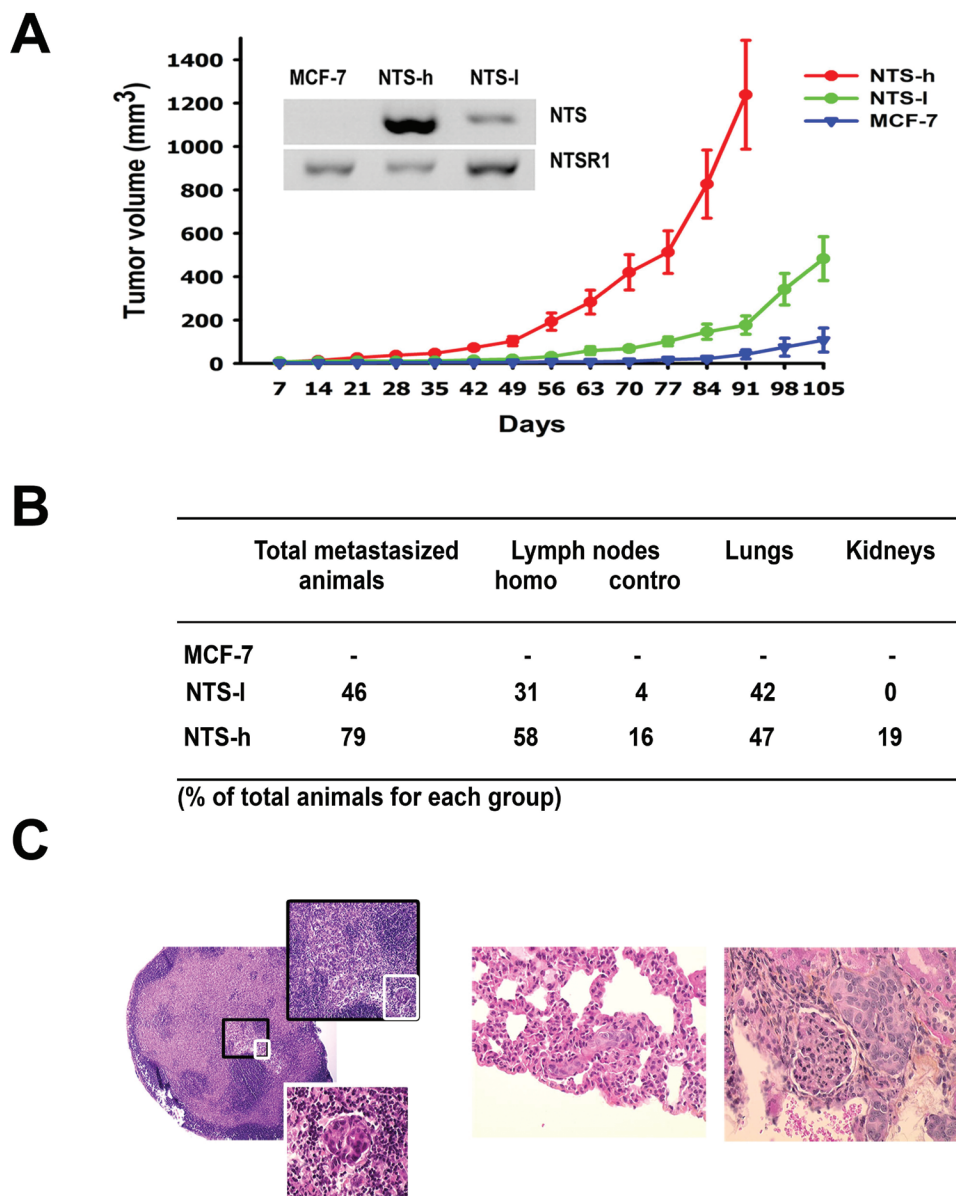 A
Tumor volume (mm³)
1400
1200
1000
800
600
400
200
0
MCF-7 NTS-h NTS-l
NTS
NTSR1
NTS-h
NTS-l
MCF-7
7 14 21 28 35 42 49 56 63 70 77 84 91 98 105
Days
B
Total metastasized animals Lymph nodes Lungs Kidneys
homo contro
MCF-7 - - - - -
NTS-l 46 31 4 42 0
NTS-h 79 58 16 47 19
(% of total animals for each group)
C